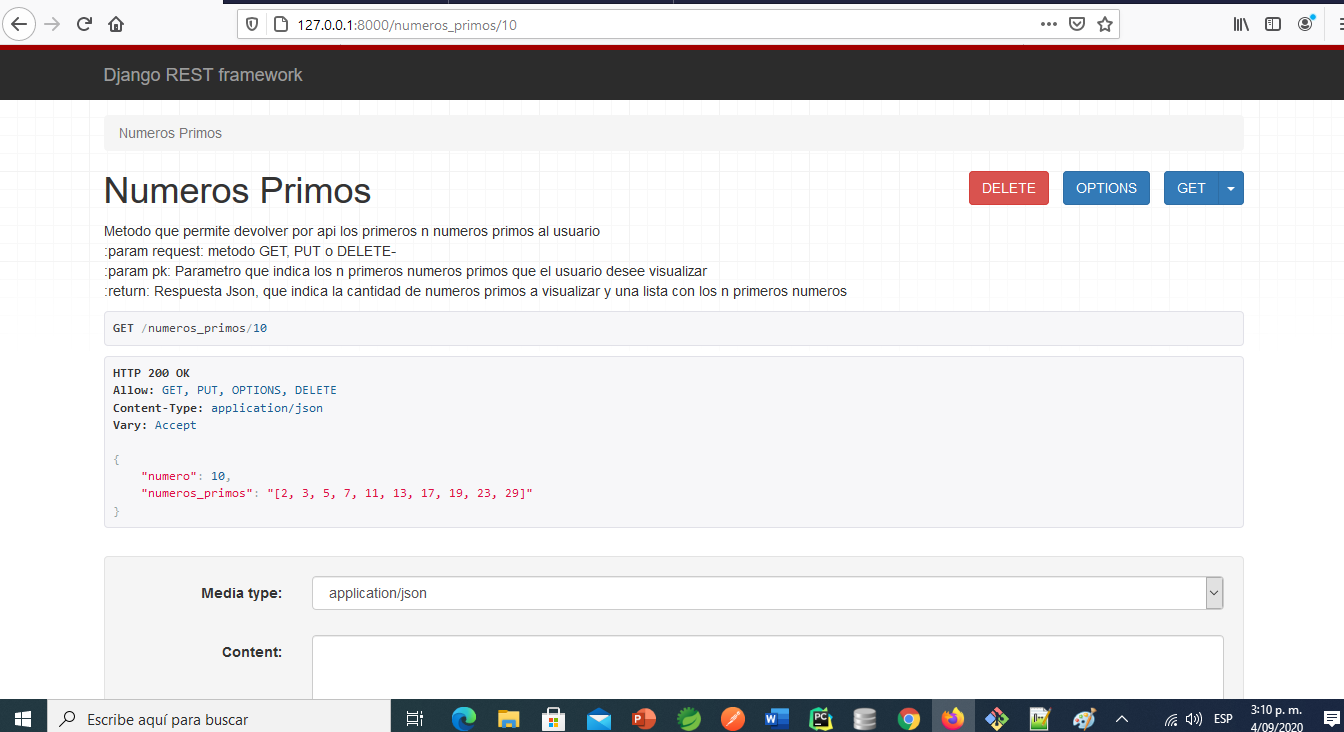 127.0.0.1:8000/numeros_primos/10
Django REST framework
Numeros Primos
Numeros Primos
DELETE
OPTIONS
GET
Metodo que permite devolver por api los primeros n numeros primos al usuario
:param request: metodo GET, PUT o DELETE-
:param pk: Parametro que indica los n primeros numeros primos que el usuario desee visualizar
:return: Respuesta Json, que indica la cantidad de numeros primos a visualizar y una lista con los n primeros numeros
GET /numeros_primos/10
HTTP 200 OK
Allow: GET, PUT, OPTIONS, DELETE
Content-Type: application/json
Vary: Accept
{
"numero": 10,
"numeros_primos": "[2, 3, 5, 7, 11, 13, 17, 19, 23, 29]"
}
Media type:
application/json
Content:
Escribe aquí para buscar
ESP
3:10 p. m.
4/09/2020